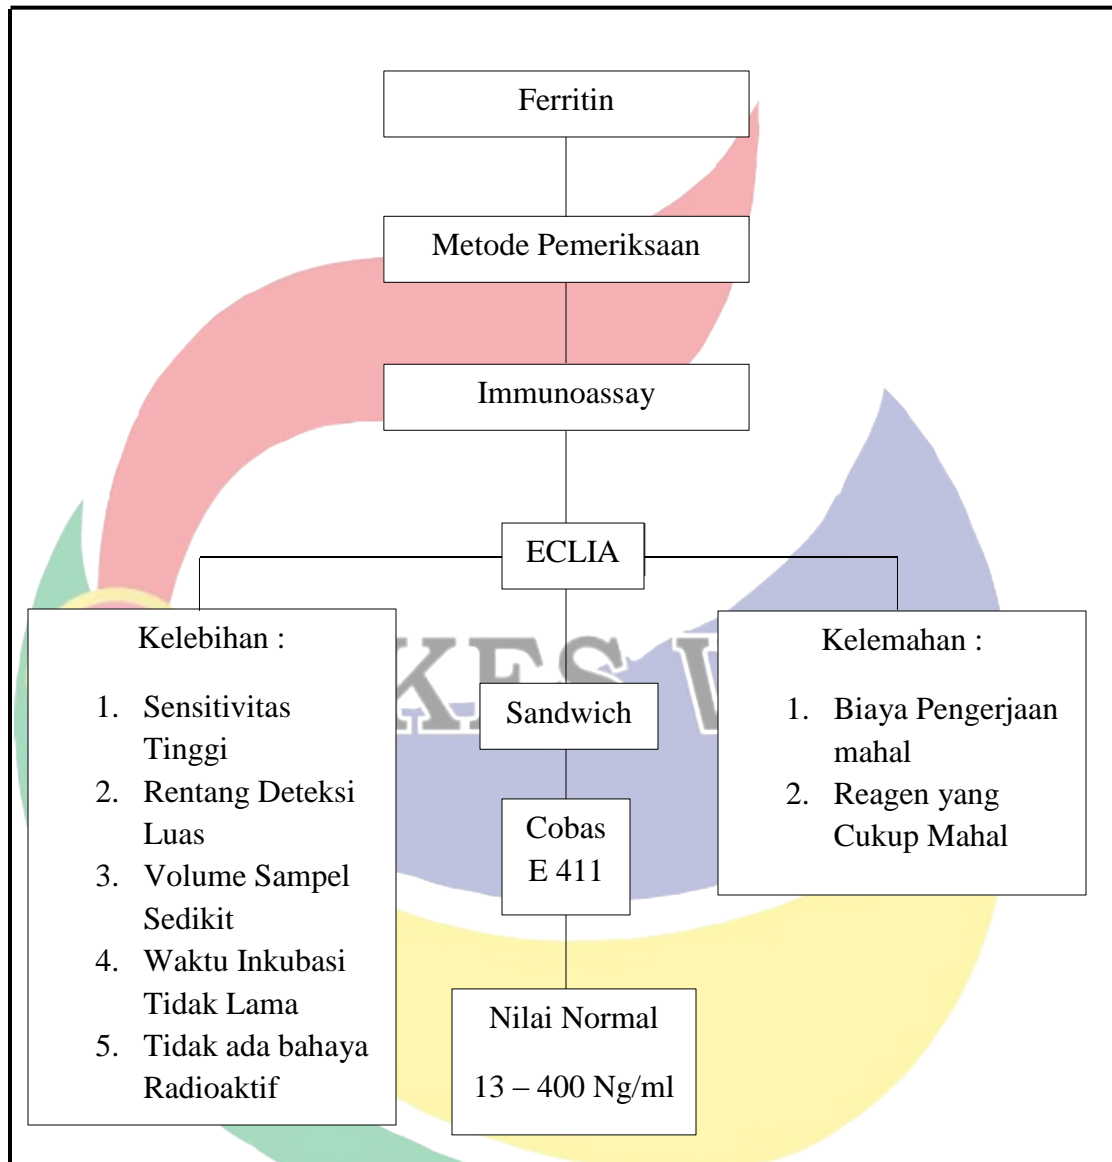 Ferritin
Metode Pemeriksaan
Immunoassay
ECLIA
Kelebihan :
1. Sensitivitas
Tinggi
2. Rentang Deteksi
Luas
3. Volume Sampel
Sedikit
4. Waktu Inkubasi
Tidak Lama
5. Tidak ada bahaya
Radioaktif
KES W
Sandwich
Cobas
E 411
Nilai Normal
13 – 400 Ng/ml
Kelemahan :
1. Biaya Pengerjaan
mahal
2. Reagen yang
Cukup Mahal